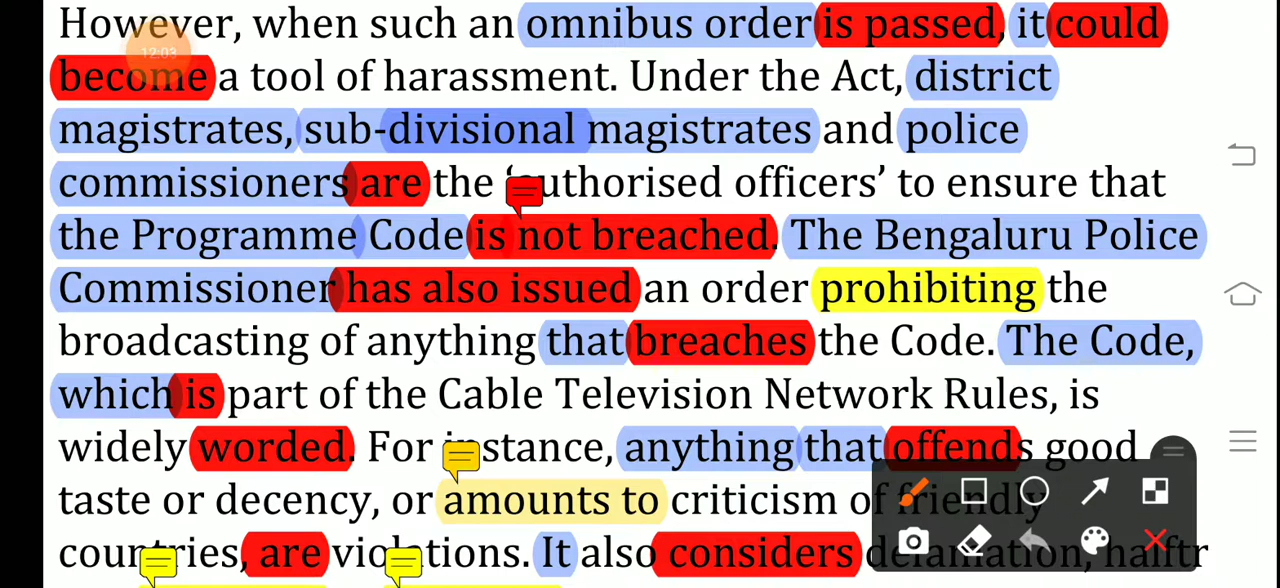 However, when such an omnibus order is passed, it could
12:03
become a tool of harassment. Under the Act, district
magistrates, sub-divisional magistrates and police
commissioners are the ‘authorised officers’ to ensure that
the Programme Code is not breached. The Bengaluru Police
Commissioner has also issued an order prohibiting the
broadcasting of anything that breaches the Code. The Code,
which is part of the Cable Television Network Rules, is
widely worded. For instance, anything that offends good
taste or decency, or amounts to criticism of friendly
countries, are violations. It also considers defamation,